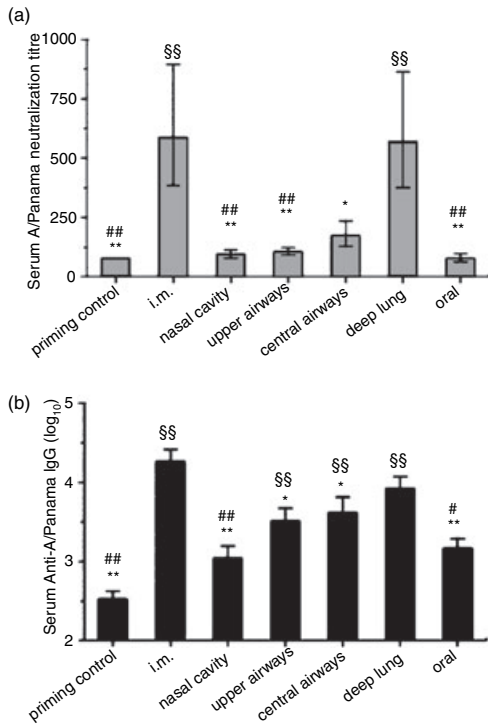 (a)
Serum A/Panama neutralization titre
1000
750
500
250
0
##
**
§§
##
**
##
**
*
§§
##
**
priming control
i.m.
nasal cavity
upper airways
central airways
deep lung
oral
(b)
Serum Anti-A/Panama IgG (log10)
5
4
3
2
##
**
§§
##
**
§§
*
§§
*
§§
#
**
priming control
i.m.
nasal cavity
upper airways
central airways
deep lung
oral